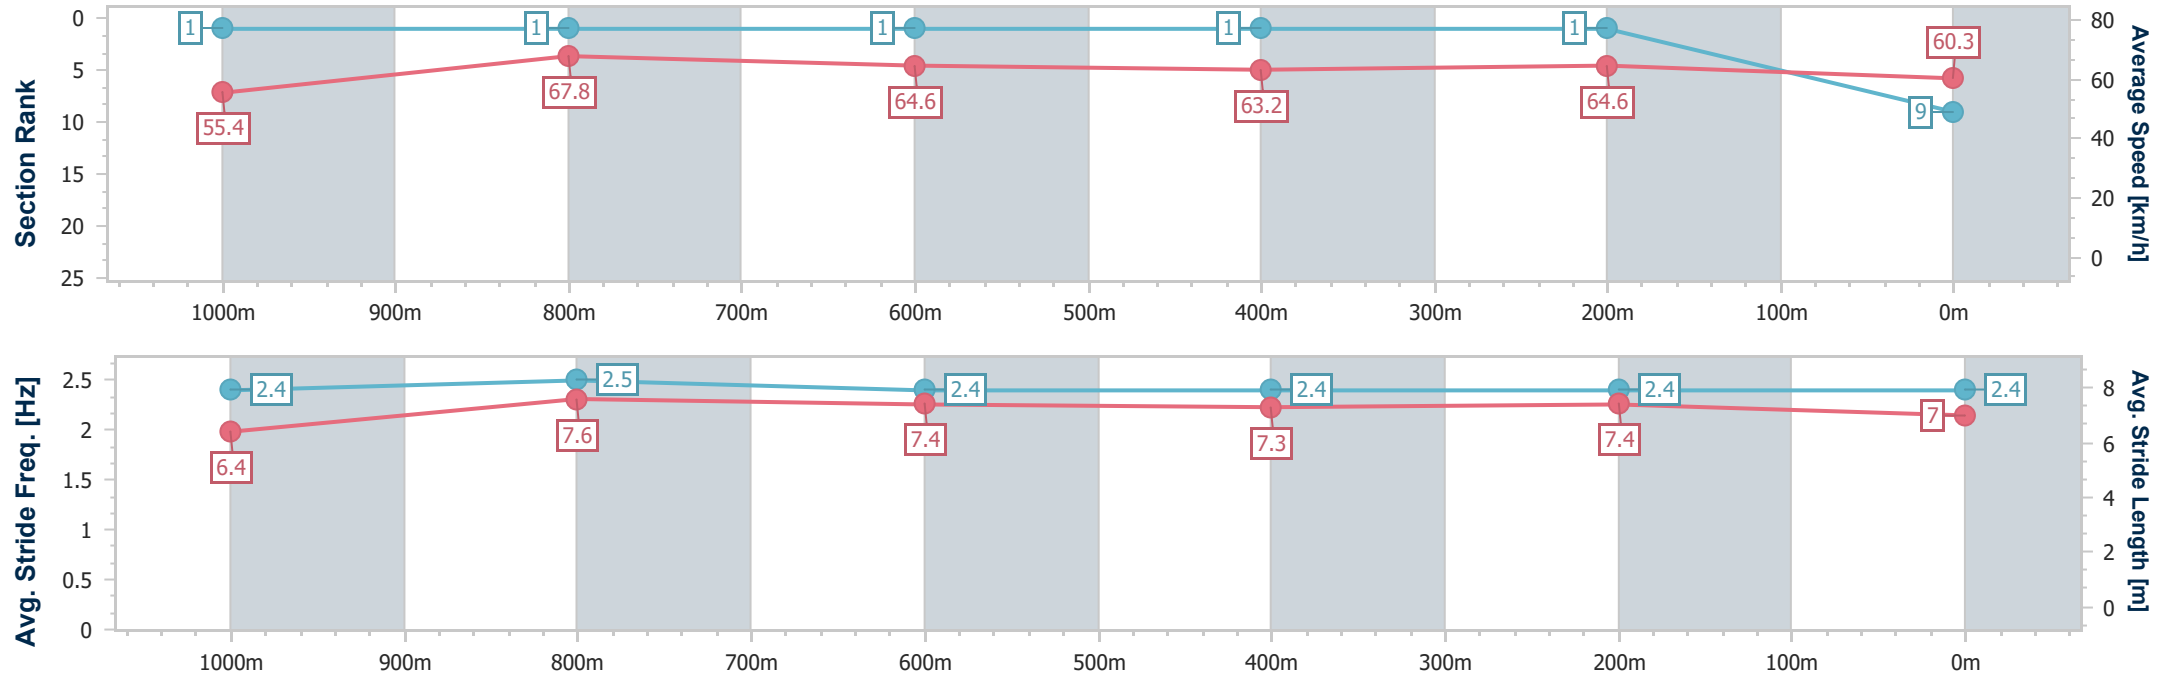 Section Rank
0
5
10
15
20
25
1
1
1
1
1
9
55.4
67.8
64.6
63.2
64.6
60.3
80
60
40
20
0
Average Speed [km/h]
1000m
900m
800m
700m
600m
500m
400m
300m
200m
100m
0m
Avg. Stride Freq. [Hz]
2.5
2
1.5
1
0.5
0
2.4
2.5
2.4
2.4
2.4
2.4
6.4
7.6
7.4
7.3
7.4
7
8
6
4
2
0
Avg. Stride Length [m]
1000m
900m
800m
700m
600m
500m
400m
300m
200m
100m
0m